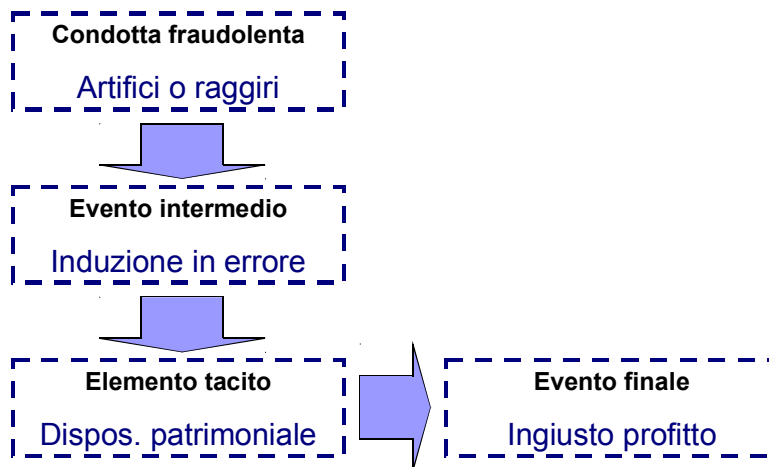 Condotta fraudolenta
Artifici o raggiri
Evento intermedio
Induzione in errore
Elemento tacito
Dispos. patrimoniale
Evento finale
Ingiusto profitto